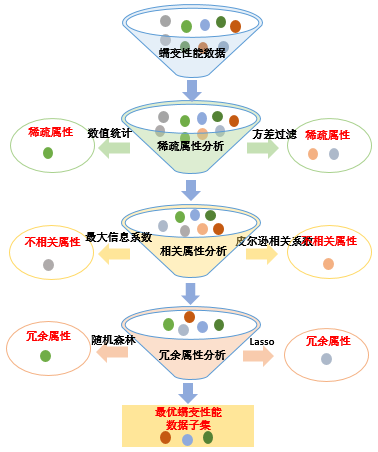 蠕变性能数据
稀疏属性
数值统计
稀疏属性分析
方差过滤
稀疏属性
不相关属性
最大信息系数
相关属性分析
皮尔逊相关系数
相关属性
冗余属性
随机森林
冗余属性分析
Lasso
冗余属性
最优蠕变性能
数据子集